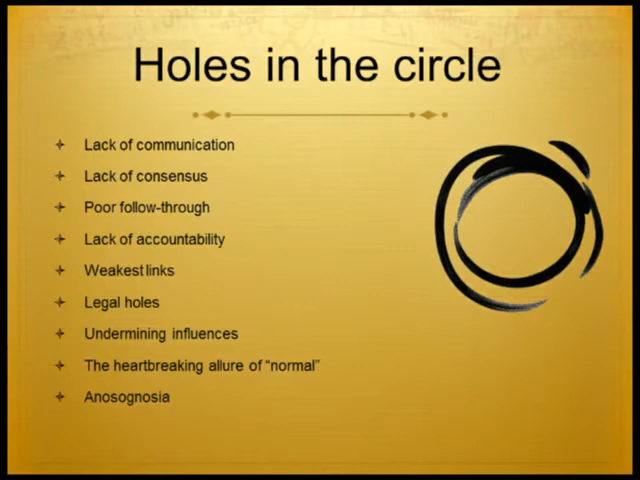 Holes in the circle
Lack of communication
Lack of consensus
Poor follow-through
Lack of accountability
Weakest links
Legal holes
Undermining influences
The heartbreaking allure of “normal”
Anosognosia